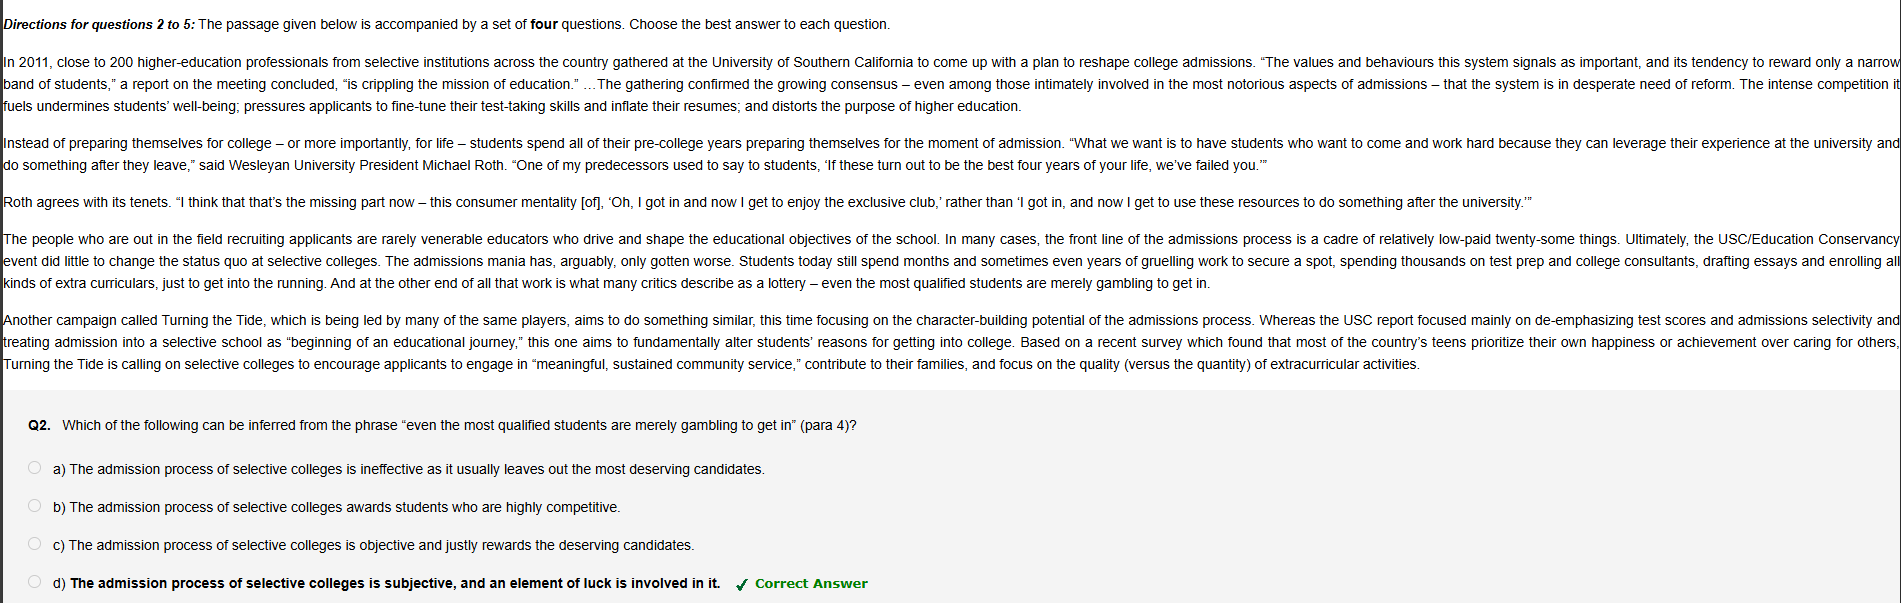 Directions for questions 2 to 5: The passage given below is accompanied by a set of four questions. Choose the best answer to each question.
In 2011, close to 200 higher-education professionals from selective institutions across the country gathered at the University of Southern California to come up with a plan to reshape college admissions. “The values and behaviours this system signals as important, and its tendency to reward only a narrow
band of students,” a report on the meeting concluded, “is crippling the mission of education.” …The gathering confirmed the growing consensus – even among those intimately involved in the most notorious aspects of admissions – that the system is in desperate need of reform. The intense competition it
fuels undermines students’ well-being; pressures applicants to fine-tune their test-taking skills and inflate their resumes; and distorts the purpose of higher education.
Instead of preparing themselves for college – or more importantly, for life – students spend all of their pre-college years preparing themselves for the moment of admission. “What we want is to have students who want to come and work hard because they can leverage their experience at the university and
do something after they leave,” said Wesleyan University President Michael Roth. “One of my predecessors used to say to students, ‘If these turn out to be the best four years of your life, we’ve failed you.’”
Roth agrees with its tenets. “I think that that’s the missing part now – this consumer mentality [of], ‘Oh, I got in and now I get to enjoy the exclusive club,’ rather than ‘I got in, and now I get to use these resources to do something after the university.’”
The people who are out in the field recruiting applicants are rarely venerable educators who drive and shape the educational objectives of the school. In many cases, the front line of the admissions process is a cadre of relatively low-paid twenty-some things. Ultimately, the USC/Education Conservancy
event did little to change the status quo at selective colleges. The admissions mania has, arguably, only gotten worse. Students today still spend months and sometimes even years of gruelling work to secure a spot, spending thousands on test prep and college consultants, drafting essays and enrolling all
kinds of extra curriculars, just to get into the running. And at the other end of all that work is what many critics describe as a lottery – even the most qualified students are merely gambling to get in.
Another campaign called Turning the Tide, which is being led by many of the same players, aims to do something similar, this time focusing on the character-building potential of the admissions process. Whereas the USC report focused mainly on de-emphasizing test scores and admissions selectivity and
treating admission into a selective school as “beginning of an educational journey,” this one aims to fundamentally alter students’ reasons for getting into college. Based on a recent survey which found that most of the country’s teens prioritize their own happiness or achievement over caring for others,
Turning the Tide is calling on selective colleges to encourage applicants to engage in “meaningful, sustained community service,” contribute to their families, and focus on the quality (versus the quantity) of extracurricular activities.
Q2. Which of the following can be inferred from the phrase “even the most qualified students are merely gambling to get in” (para 4)?
a) The admission process of selective colleges is ineffective as it usually leaves out the most deserving candidates.
b) The admission process of selective colleges awards students who are highly competitive.
c) The admission process of selective colleges is objective and justly rewards the deserving candidates.
d) The admission process of selective colleges is subjective, and an element of luck is involved in it. ✓ Correct Answer